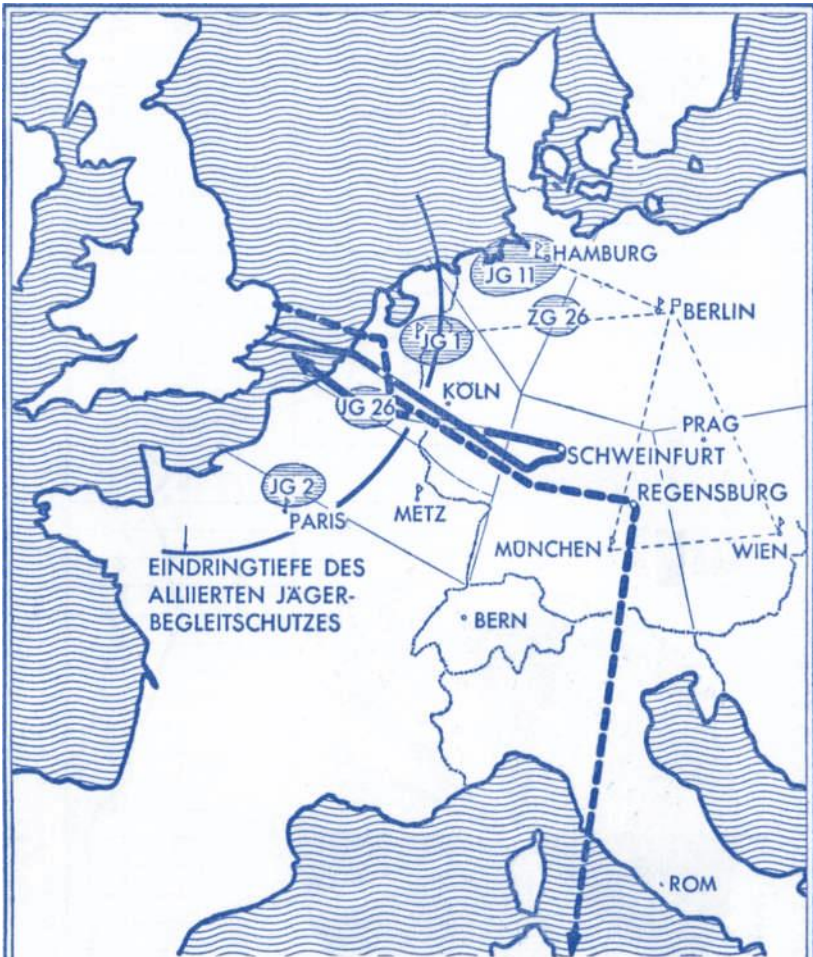 HAMBURG
JG 11
ZG 26
BERLIN
JG 1
KÖLN
JG 26
PRAG
SCHWEINFURT
JG 2
PARIS
METZ
REGENSBURG
MÜNCHEN
WIEN
EINDRINGTIEFE DES
ALLIIERTEN JÄGER-
BEGLEITSCHUTZES
BERN
ROM